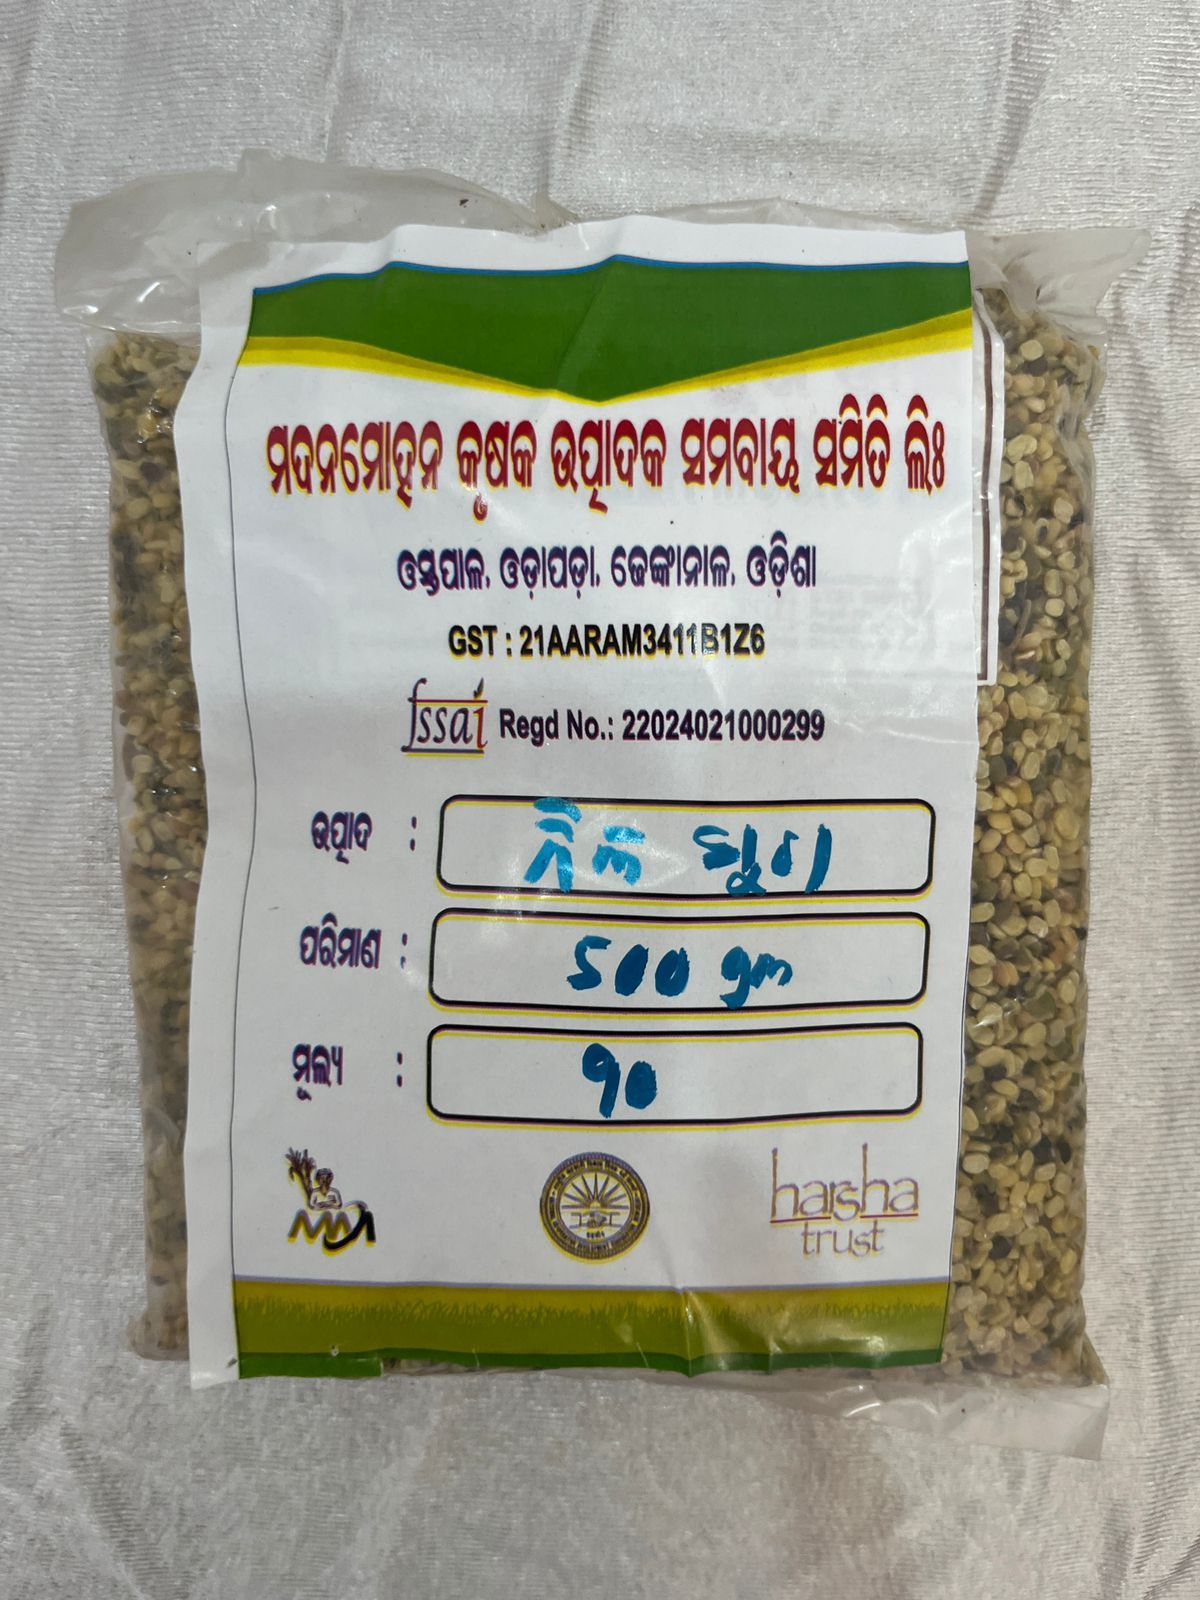 ମଦନମୋହନ କୃଷକ ଉତ୍ପାଦକ ସମବାୟ ସମିତି ଲିଃ
ଓସ୍ତପାଳ, ଓଡ଼ାପଡ଼ା, ଢେଙ୍କାନାଳ, ଓଡ଼ିଶା
GST : 21AARAM3411B1Z6
fssai Regd No.: 22024021000299
ଉତ୍ପାଦ :
ପରିମାଣ : 500 gm
ମୂଲ୍ୟ : 90
harsha
trust